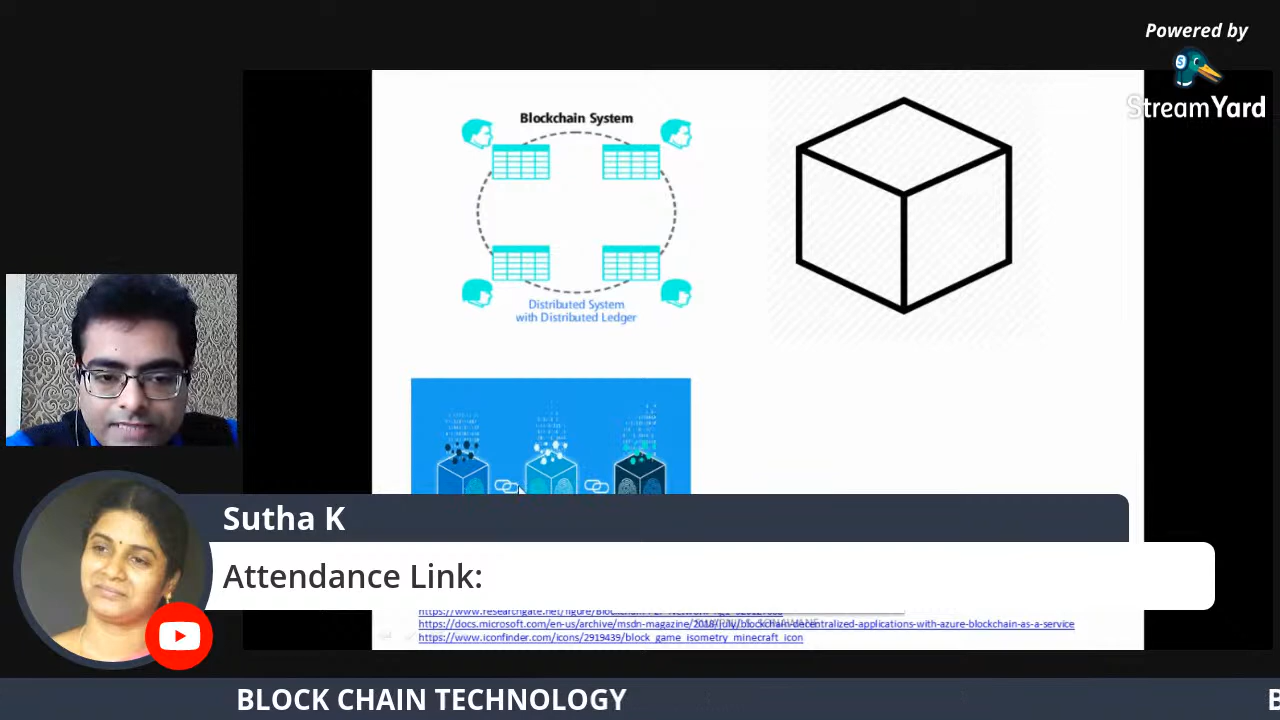 Powered by
StreamYard
Blockchain System
Distributed System
with Distributed Ledger
Sutha K
Attendance Link:
https://docs.microsoft.com/en-us/archive/msdn-magazine/2018/july/blockchain-decentralized-applications-with-azure-blockchain-as-a-service
https://www.iconfinder.com/icons/2919439/block_game_isometry_minecraft_icon
BLOCK CHAIN TECHNOLOGY